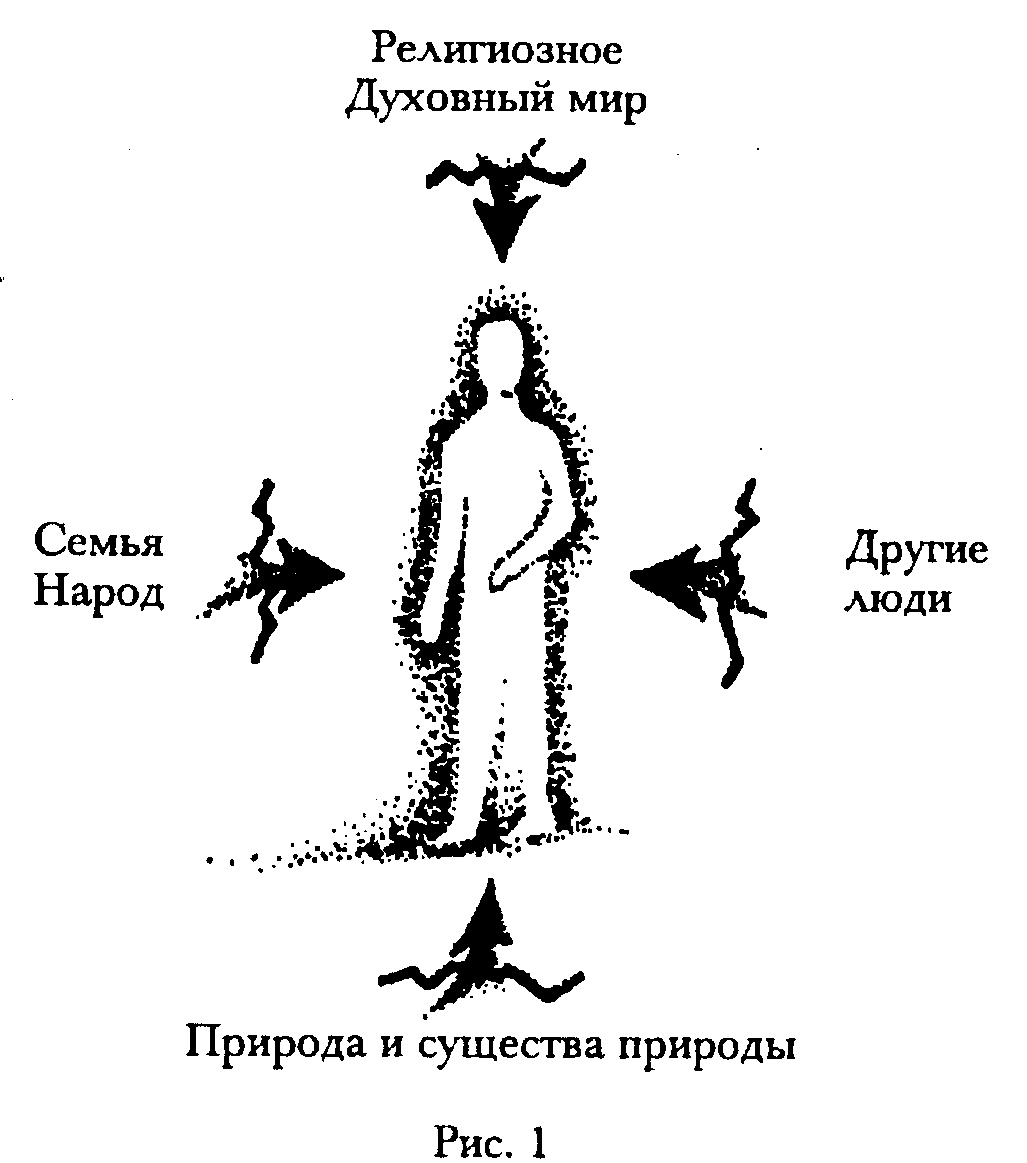 Религиозное
Духовный мир
Семья
Народ
Другие
люди
Природа и существа природы
Рис. 1